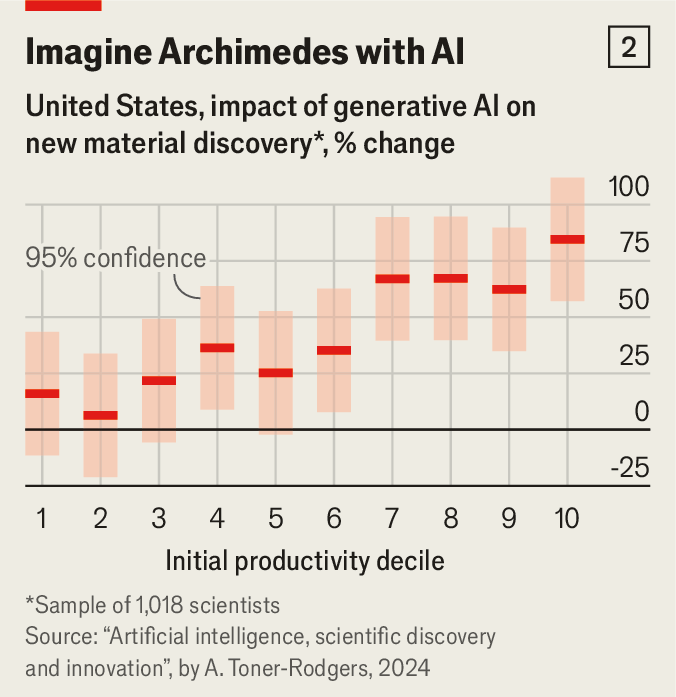 Imagine Archimedes with AI
2
United States, impact of generative AI on
new material discovery*, % change
100
75
95% confidence
50
25
0
-25
1 2 3 4 5 6 7 8 9 10
Initial productivity decile
*Sample of 1,018 scientists
Source: “Artificial intelligence, scientific discovery
and innovation”, by A. Toner-Rodgers, 2024